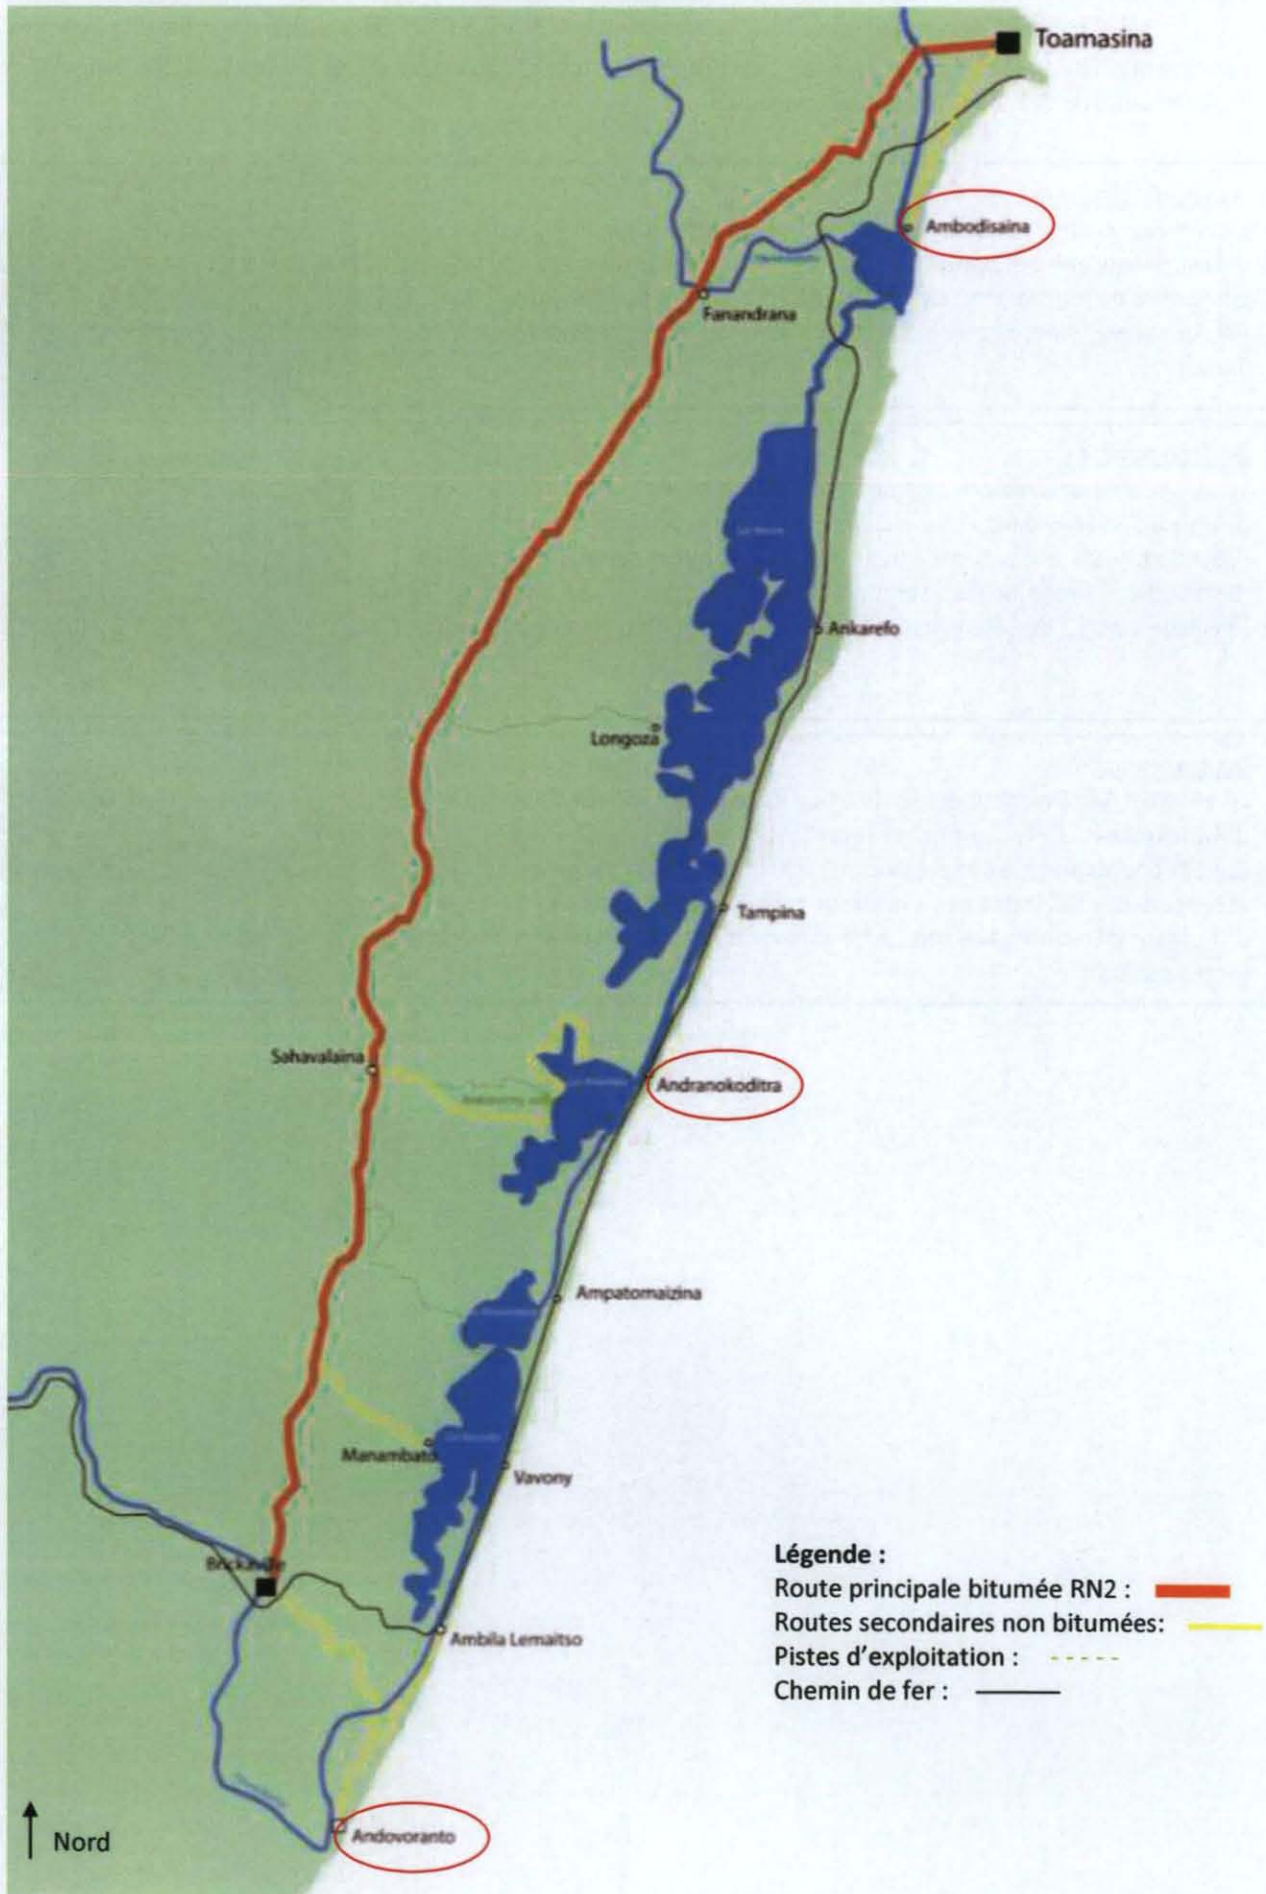 Toamasina
Ambodisaina
Fanandrana
Ankarefo
Longoza
Tampina
Sahavalaina
Andranokoditra
Ampatomaizina
Manambato
Vavony
Brickaville
Ambila Lemaitso
Légende :
Route principale bitumée RN2 :
Routes secondaires non bitumées:
Pistes d’exploitation :
Chemin de fer :
Nord
Andovoranto